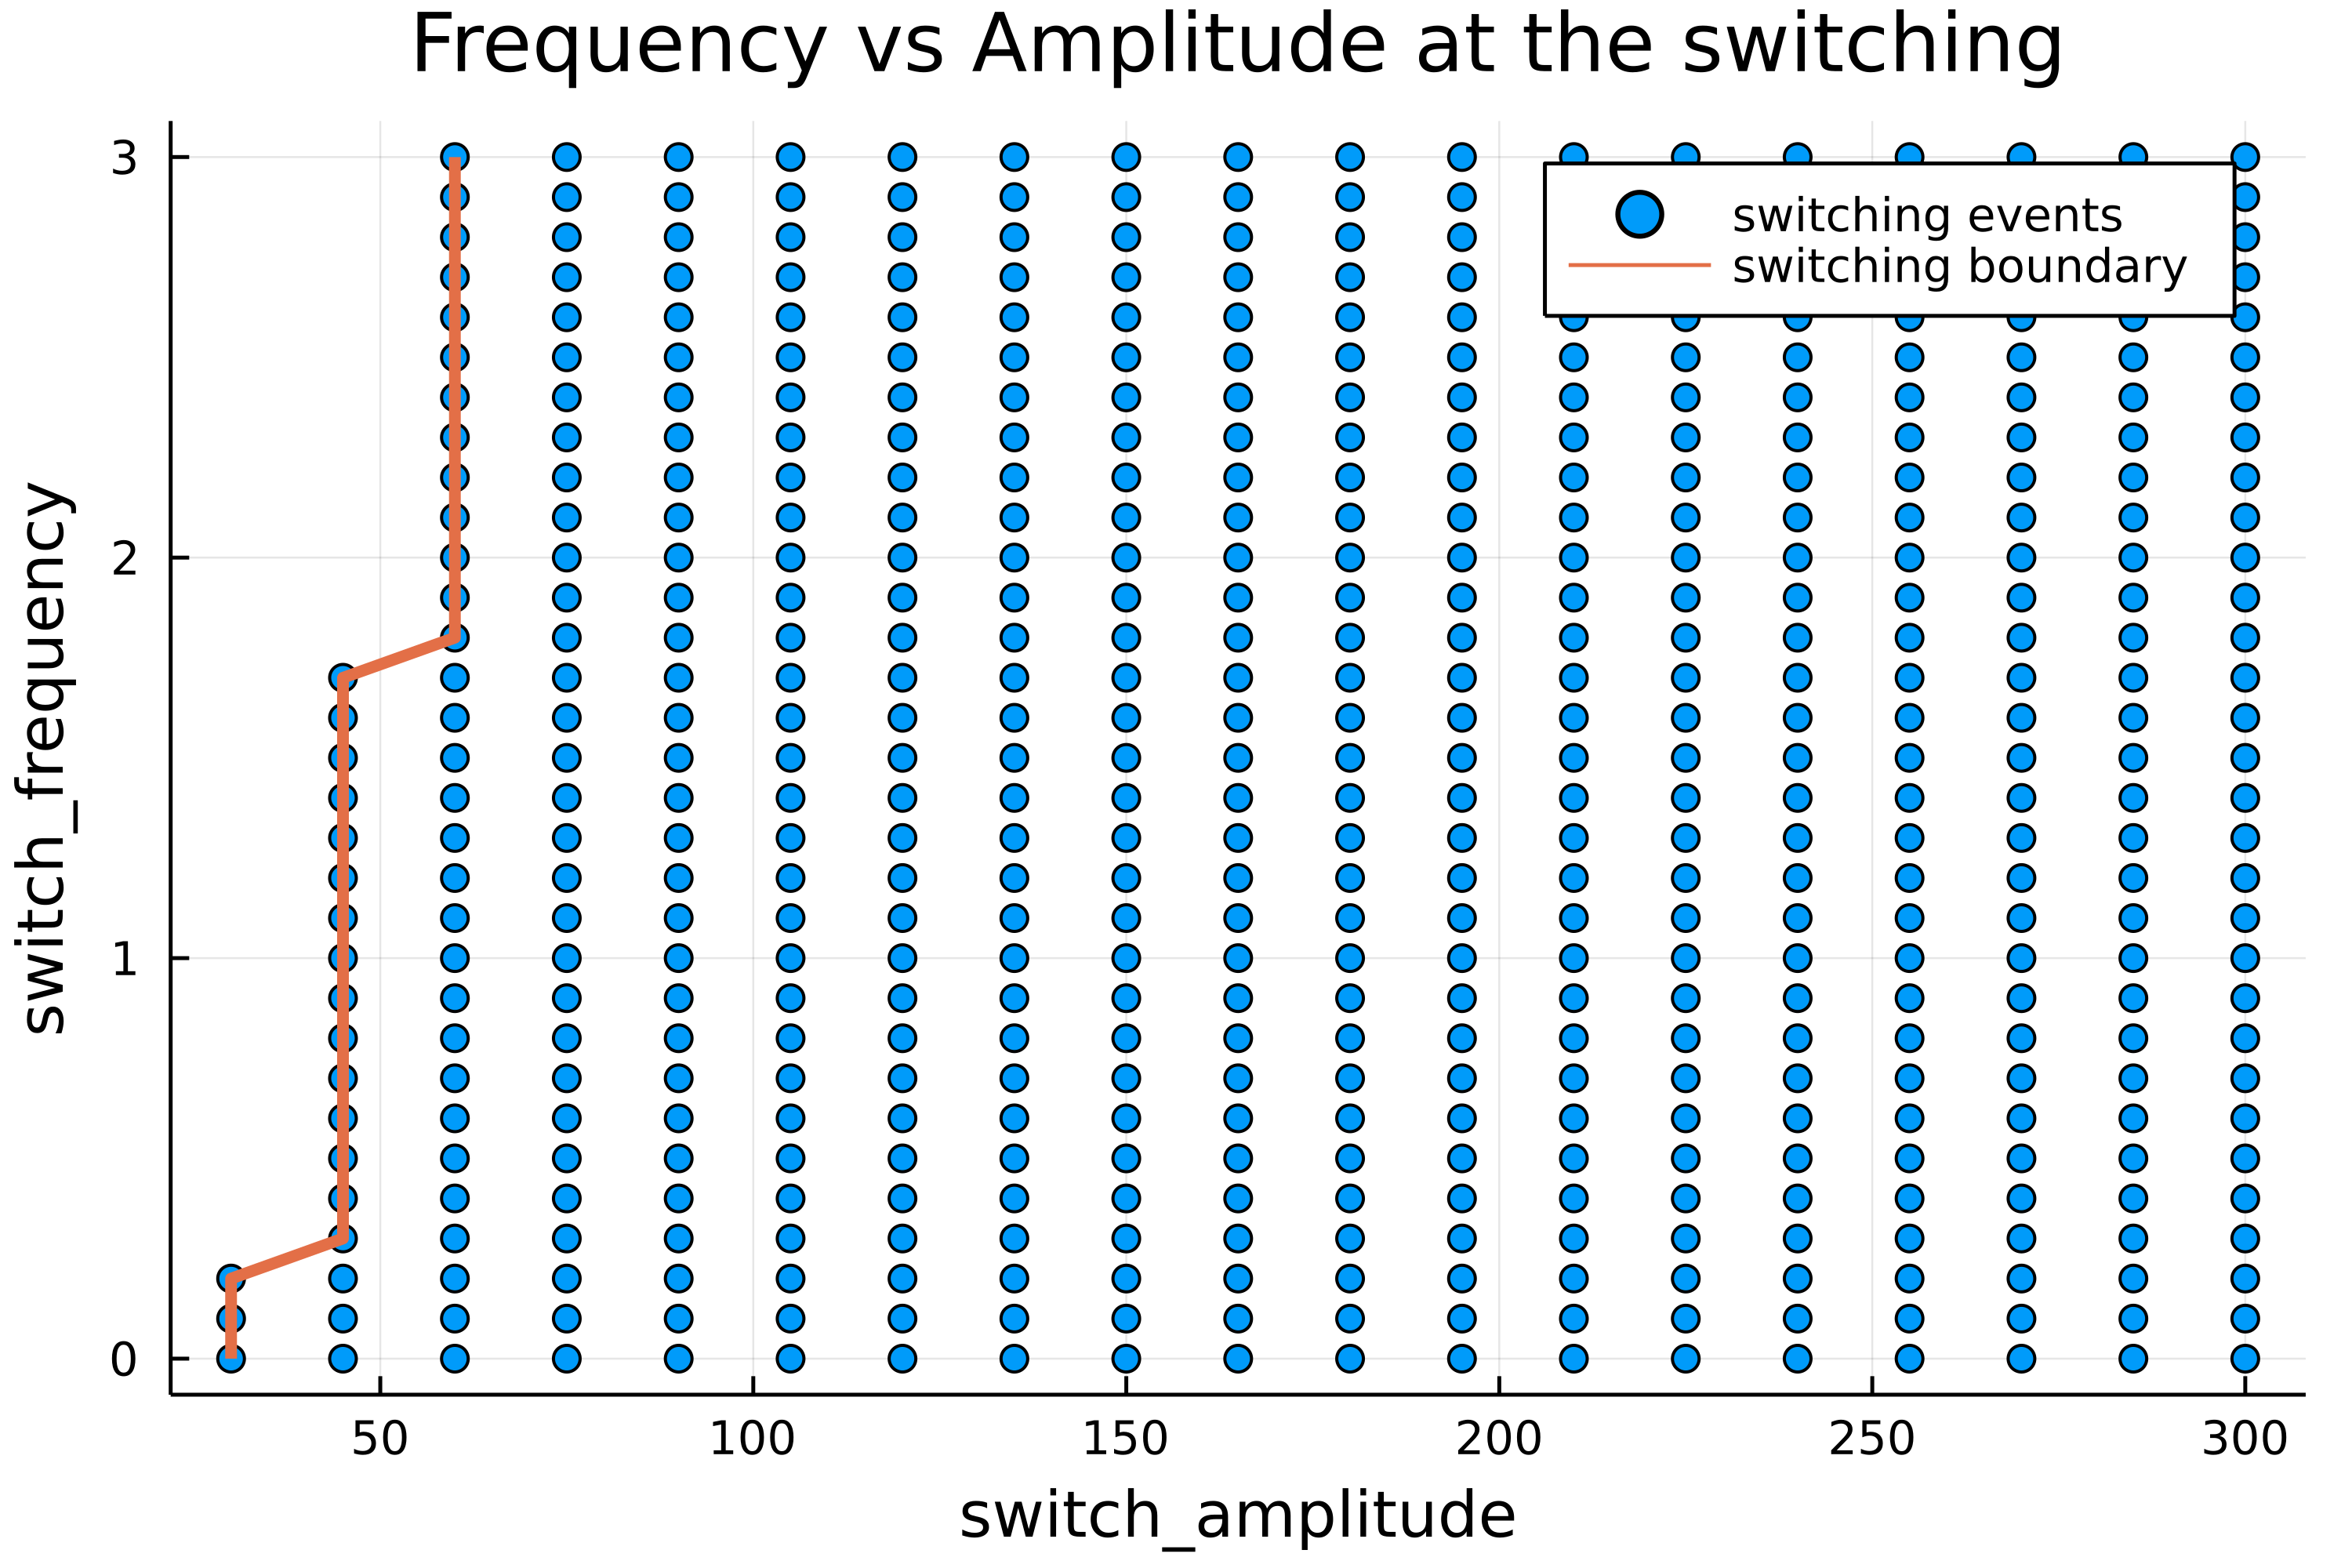 Frequency vs Amplitude at the switching
switching events
switching boundary
switch_frequency
3
2
1
0
50 100 150 200 250 300
switch_amplitude